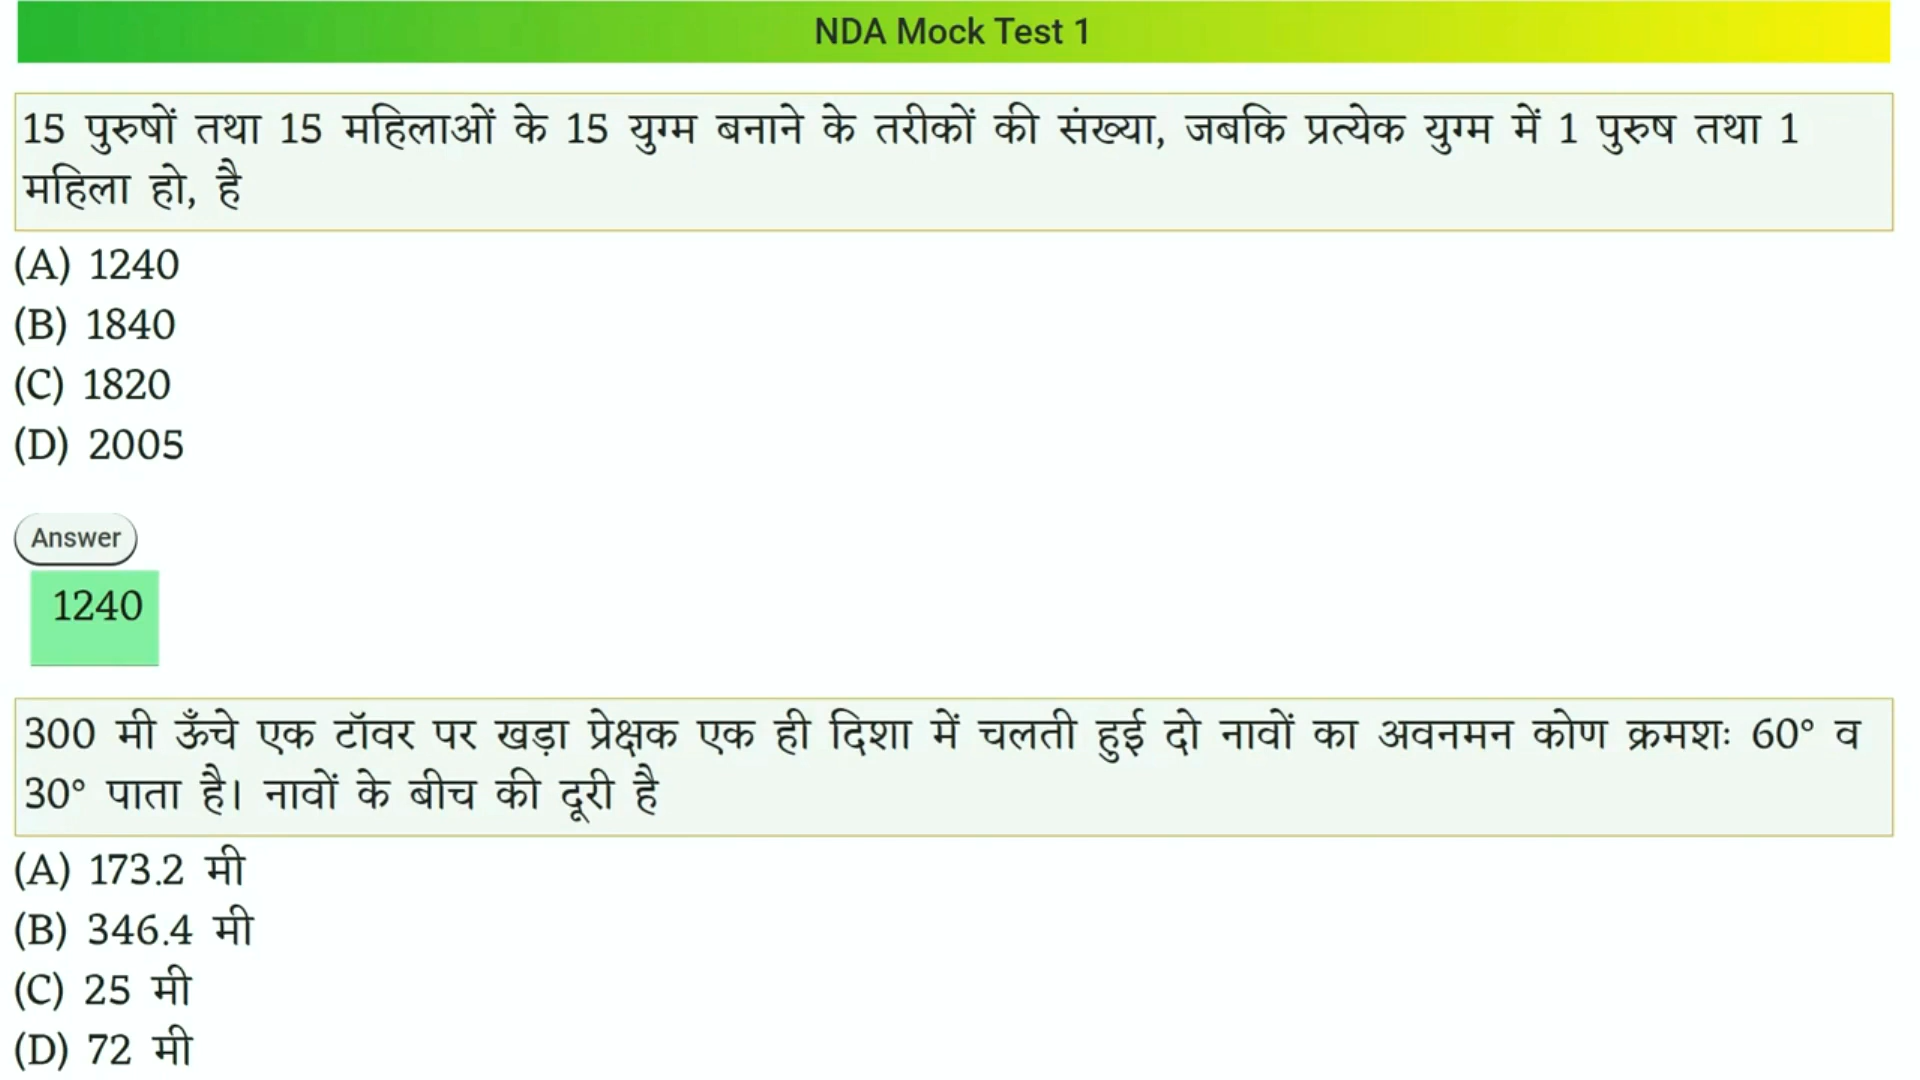 NDA Mock Test 1
15 पुरुषों तथा 15 महिलाओं के 15 युग्म बनाने के तरीकों की संख्या, जबकि प्रत्येक युग्म में 1 पुरुष तथा 1
महिला हो, है
(A) 1240
(B) 1840
(C) 1820
(D) 2005
Answer
1240
300 मी ऊँचे एक टॉवर पर खड़ा प्रेक्षक एक ही दिशा में चलती हुई दो नावों का अवनमन कोण क्रमशः 60° व
30° पाता है। नावों के बीच की दूरी है
(A) 173.2 मी
(B) 346.4 मी
(C) 25 मी
(D) 72 मी